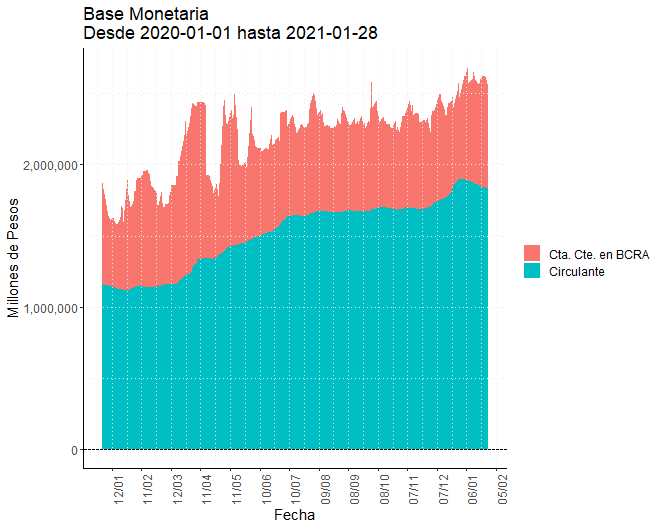 Base Monetaria
Desde 2020-01-01 hasta 2021-01-28
Millones de Pesos
2,000,000
1,000,000
0
12/01
11/02
12/03
11/04
11/05
10/06
10/07
09/08
08/09
08/10
07/11
07/12
06/01
05/02
Fecha
Cta. Cte. en BCRA
Circulante